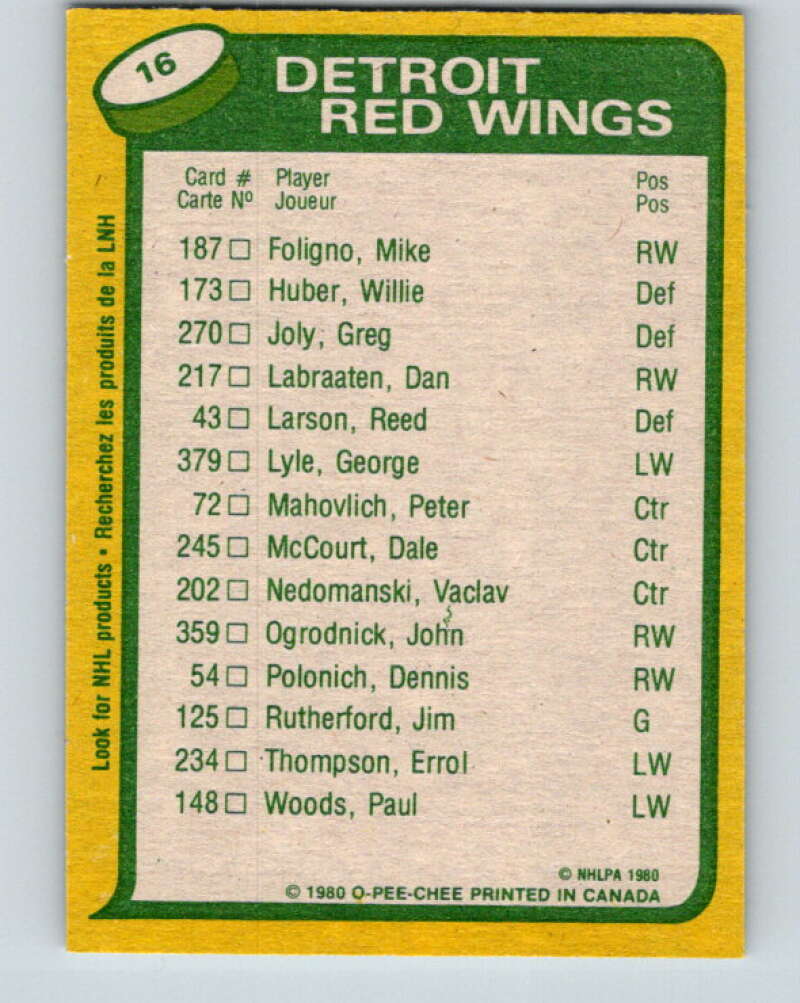 16
DETROIT
RED WINGS
Card # Player Pos
Carte Nº Joueur Pos
187 □ Foligno, Mike RW
173 □ Huber, Willie Def
270 □ Joly, Greg Def
217 □ Labraaten, Dan RW
43 □ Larson, Reed Def
379 □ Lyle, George LW
72 □ Mahovlich, Peter Ctr
245 □ McCourt, Dale Ctr
202 □ Nedomanski, Vaclav Ctr
359 □ Ogrodnick, John RW
54 □ Polonich, Dennis RW
125 □ Rutherford, Jim G
234 □ Thompson, Errol LW
148 □ Woods, Paul LW
© NHLPA 1980
© 1980 O-PEE-CHEE PRINTED IN CANADA
Look for NHL products • Recherchez les produits de la LNH